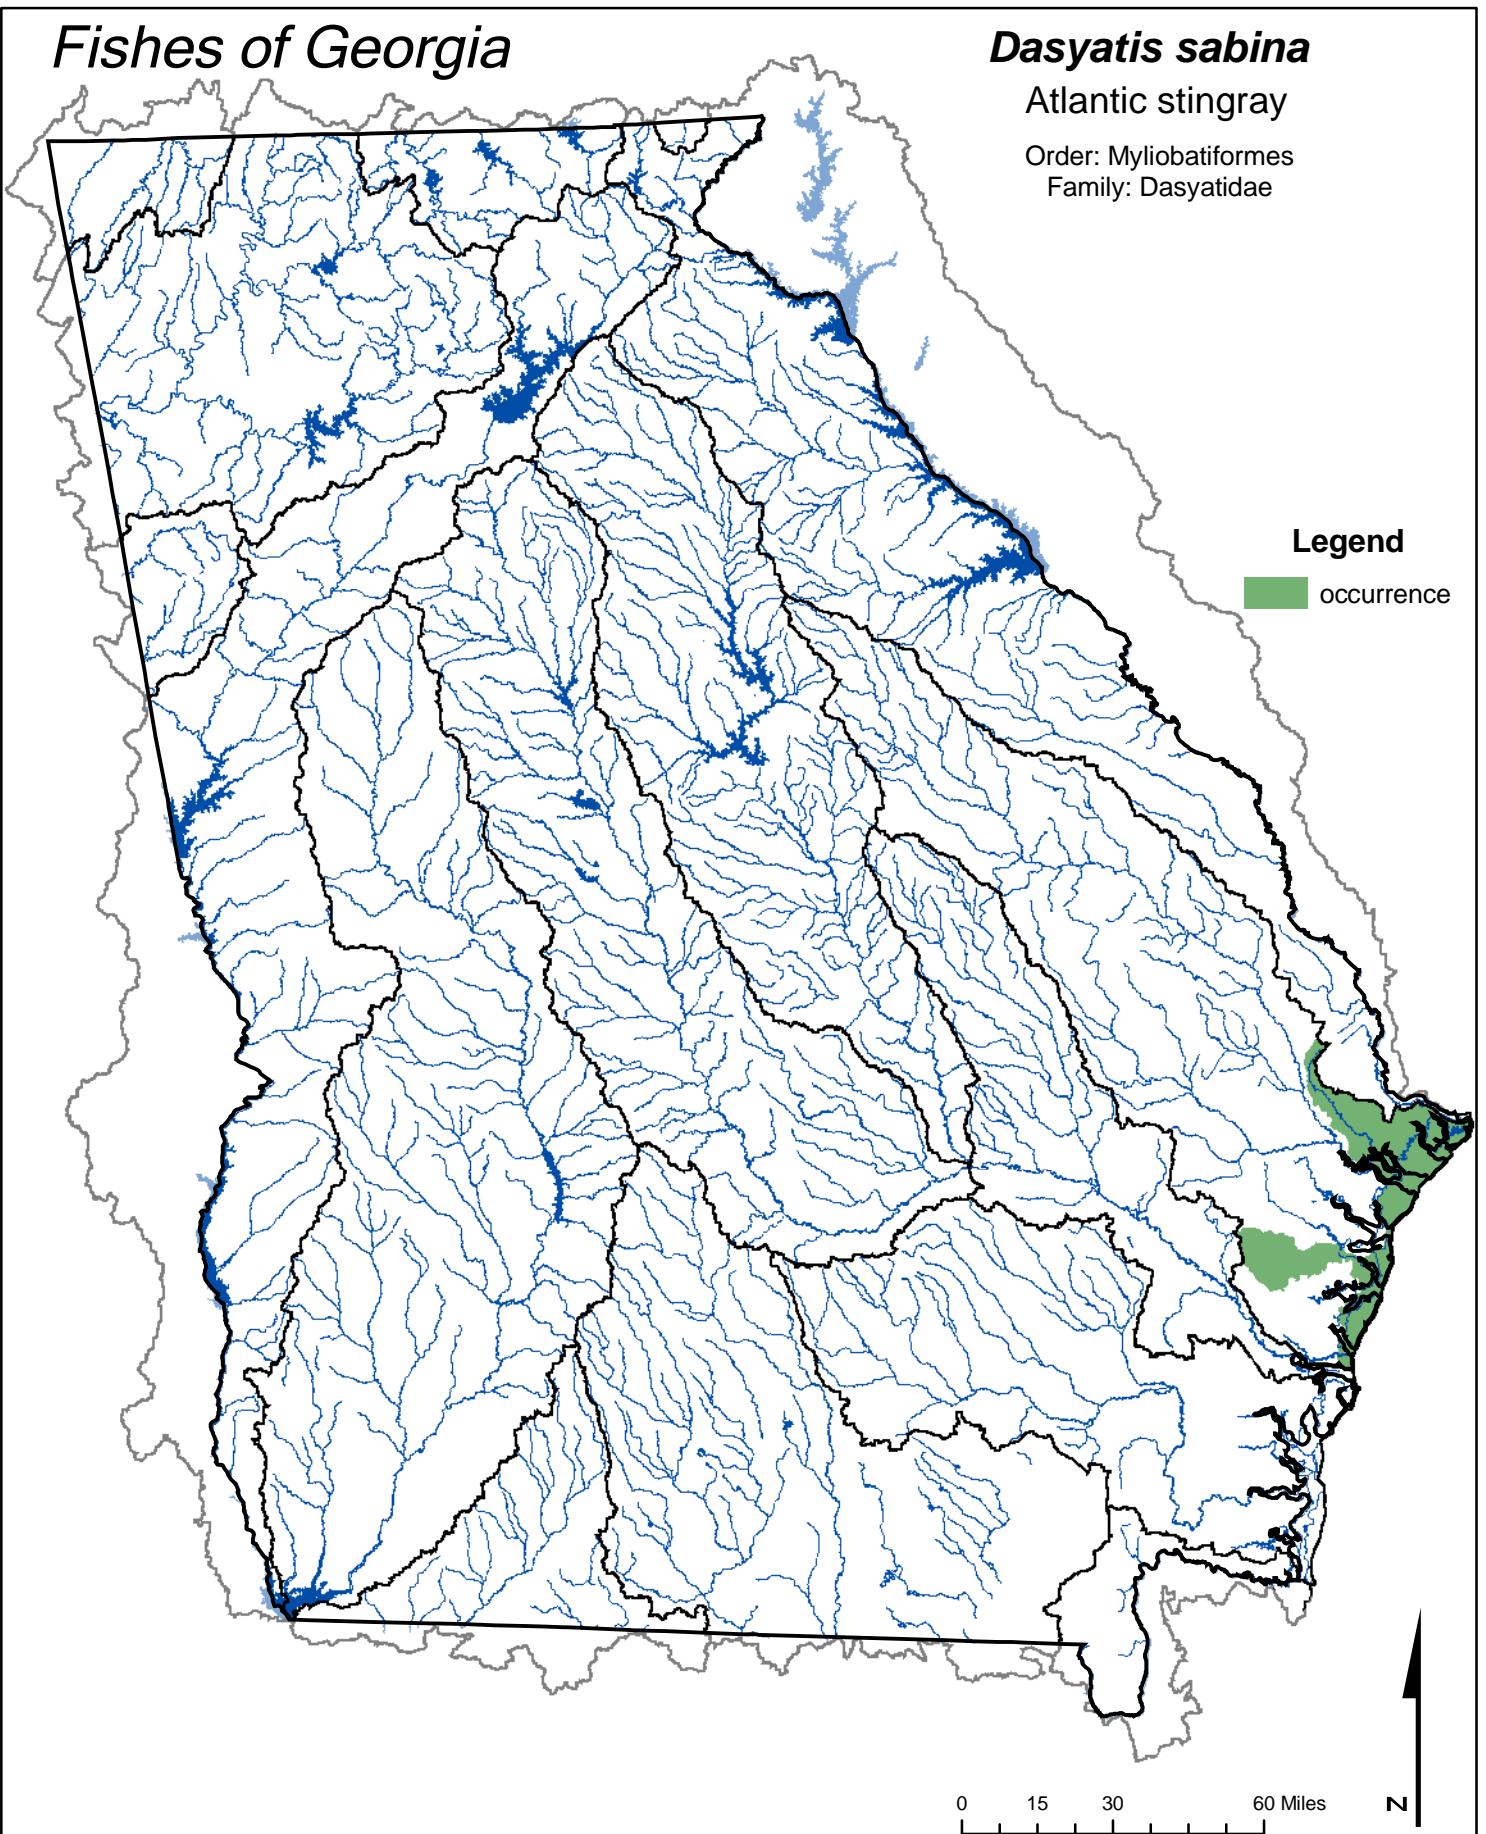 Fishes of Georgia
Dasyatis sabina
Atlantic stingray
Order: Myliobatiformes
Family: Dasyatidae
Legend
occurrence
0 15 30 60 Miles
N